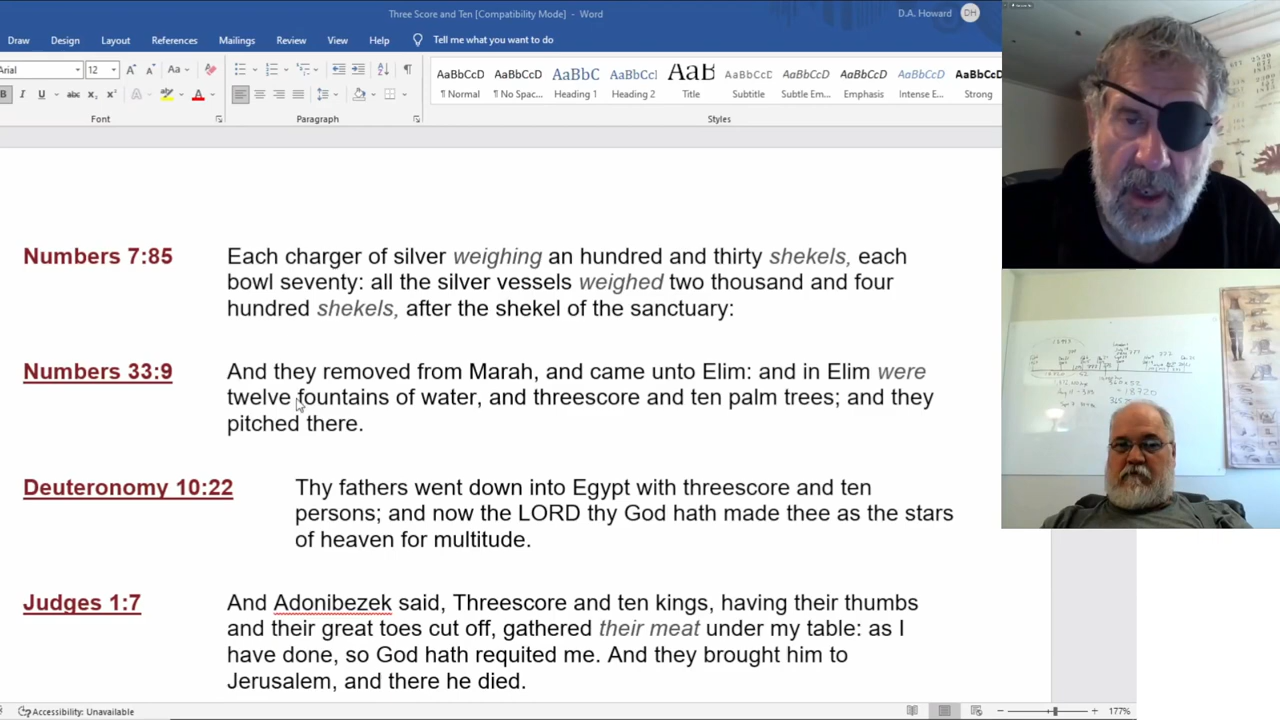 Three Score and Ten [Compatibility Mode] - Word
D.A. Howard DH
Draw Design Layout References Mailings Review View Help Tell me what you want to do
Arial 12 Aa
B I U abc x₂ x² A A
AaBbCcD AaBbCcD AaBbC AaBbCcI AaB AaBbCcD AaBbCcD AaBbCcD AaBbCcD AaBbCcD
Normal No Spac... Heading 1 Heading 2 Title Subtitle Subtle Em... Emphasis Intense E... Strong
Font Paragraph Styles
Numbers 7:85 Each charger of silver weighing an hundred and thirty shekels, each
bowl seventy: all the silver vessels weighed two thousand and four
hundred shekels, after the shekel of the sanctuary:
Numbers 33:9 And they removed from Marah, and came unto Elim: and in Elim were
twelve fountains of water, and threescore and ten palm trees; and they
pitched there.
Deuteronomy 10:22 Thy fathers went down into Egypt with threescore and ten
persons; and now the LORD thy God hath made thee as the stars
of heaven for multitude.
Judges 1:7 And Adonibezek said, Threescore and ten kings, having their thumbs
and their great toes cut off, gathered their meat under my table: as I
have done, so God hath requited me. And they brought him to
Jerusalem, and there he died.
Accessibility: Unavailable 177%